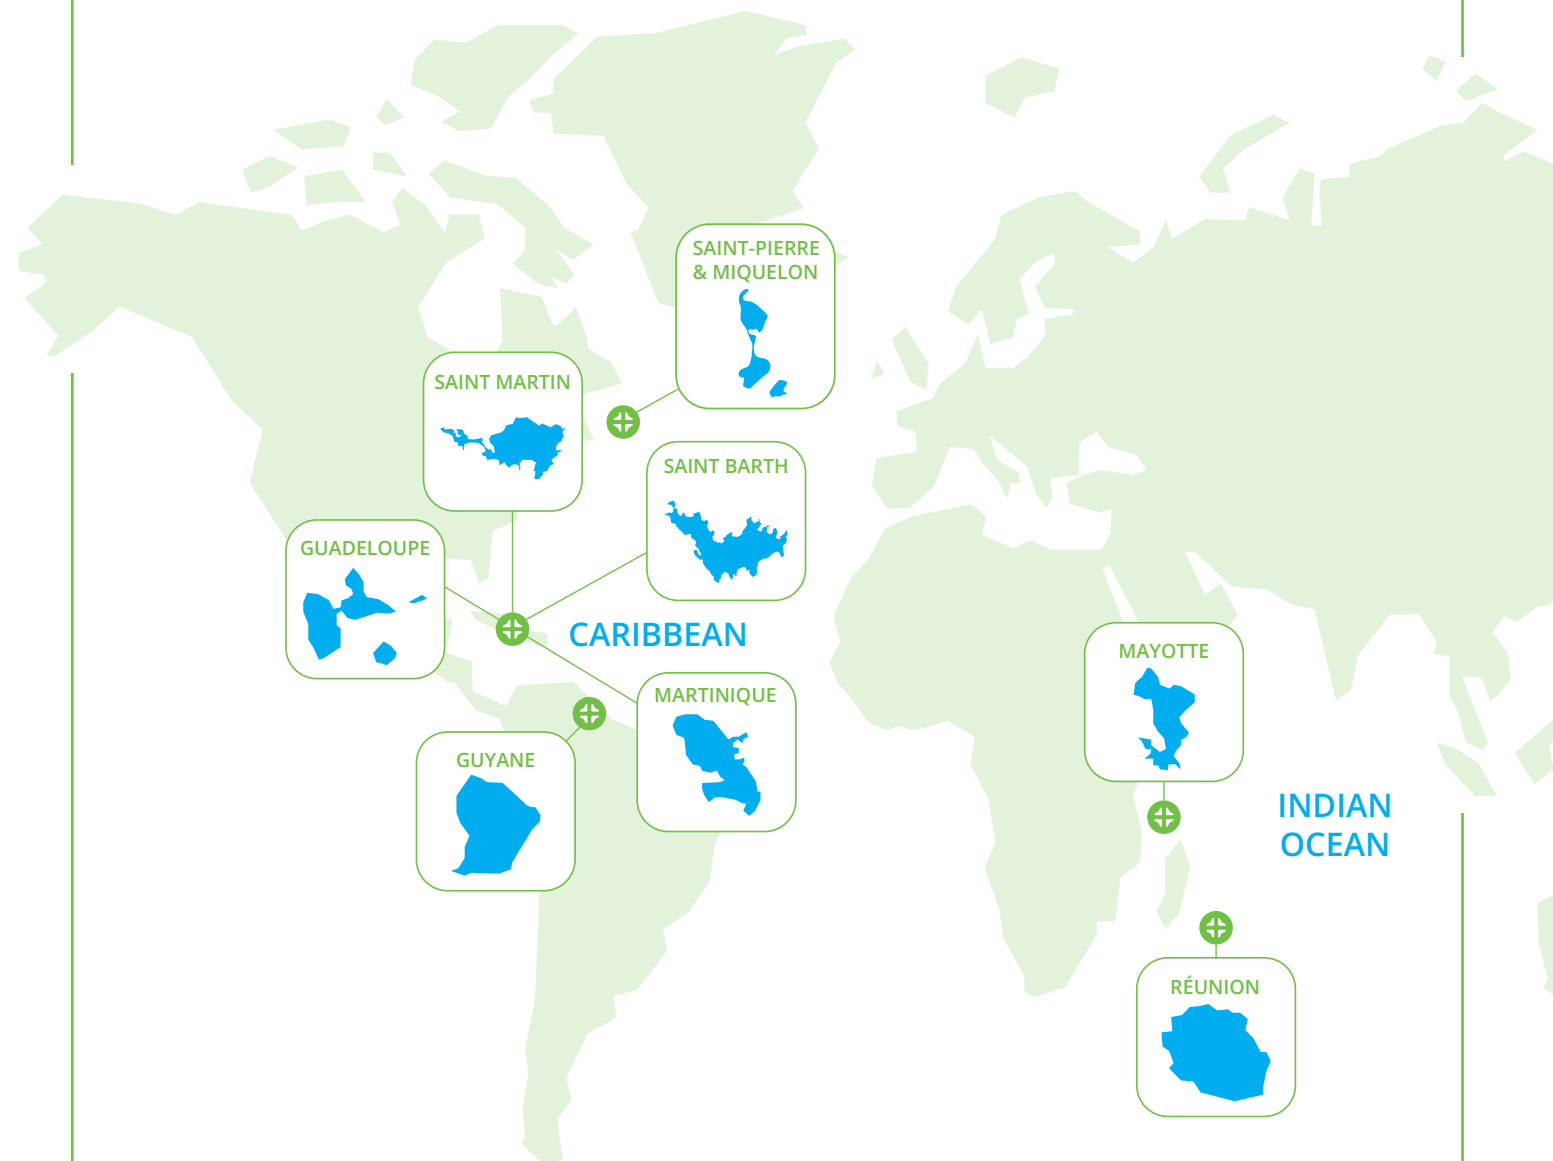 SAINT-PIERRE
& MIQUELON
SAINT MARTIN
SAINT BARTH
GUADELOUPE
CARIBBEAN
MARTINIQUE
GUYANE
MAYOTTE
INDIAN
OCEAN
RÉUNION